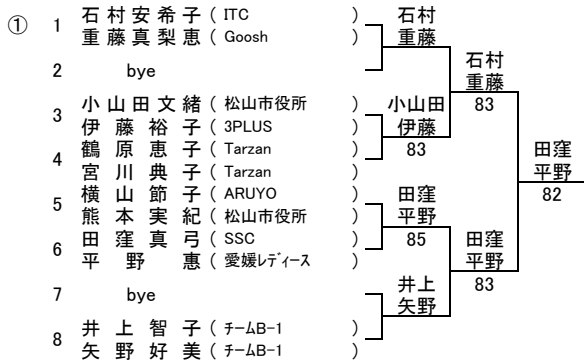 ① 1 石村安希子 ( ITC )
重藤真梨恵 ( Goosh )
2 bye
3 小山田文緒 ( 松山市役所 )
伊藤裕子 ( 3PLUS )
4 鶴原恵子 ( Tarzan )
宮川典子 ( Tarzan )
5 横山節子 ( ARUYO )
熊本実紀 ( 松山市役所 )
6 田窪真弓 ( SSC )
平野惠 ( 愛媛ﾚﾃﾞｨｰｽ )
7 bye
8 井上智子 ( ﾁｰﾑB-1 )
矢野好美 ( ﾁｰﾑB-1 )
石村
重藤
小山田
伊藤
83
田窪
平野
85
井上
矢野
石村
重藤
83
田窪
平野
83
田窪
平野
82